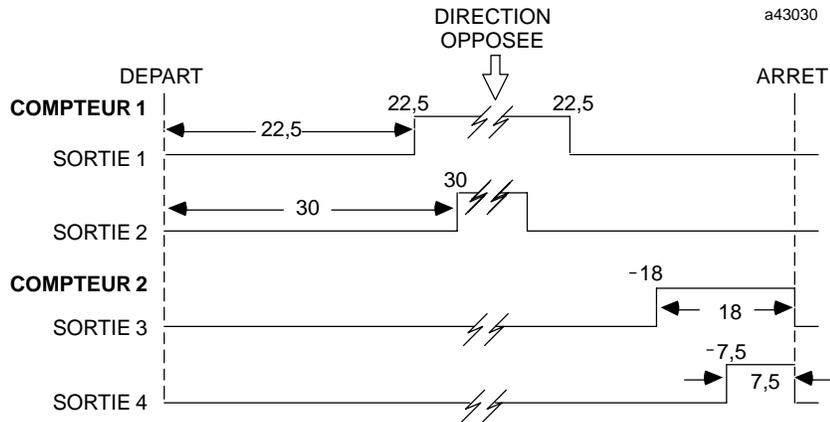 DIRECTION
OPPOSEE
a43030
DEPART
ARRET
COMPTEUR 1
22,5
22,5
22,5
SORTIE 1
30
30
SORTIE 2
-18
COMPTEUR 2
18
SORTIE 3
-7,5
7,5
SORTIE 4